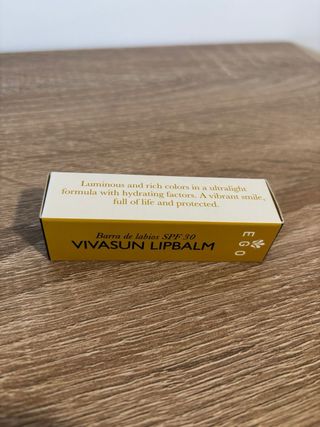 Luminous and rich colors in a ultralight
formula with hydrating factors. A vibrant smile,
full of life and protected.
Barra de labios SPF 30
VIVASUN LIPBALM
EGO